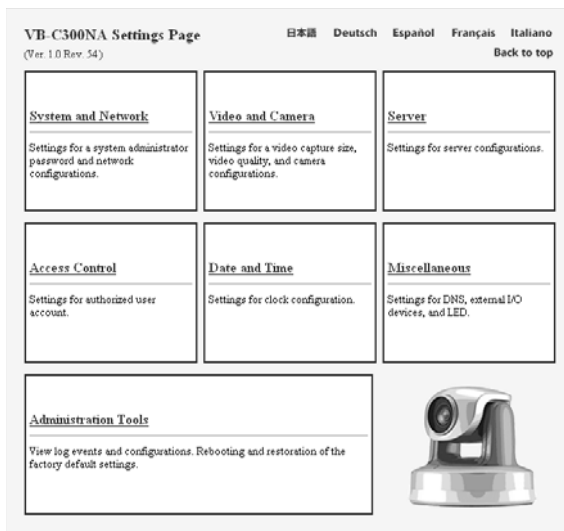 VB-C300NA Settings Page
日本語 Deutsch Español Français Italiano
(Ver. 1.0 Rev. 54)
Back to top
System and Network
Settings for a system administrator
password and network
configurations.
Video and Camera
Settings for a video capture size,
video quality, and camera
configurations.
Server
Settings for server configurations.
Access Control
Settings for authorized user
account.
Date and Time
Settings for clock configuration.
Miscellaneous
Settings for DNS, external I/O
devices, and LED.
Administration Tools
View log events and configurations. Rebooting and restoration of the
factory default settings.